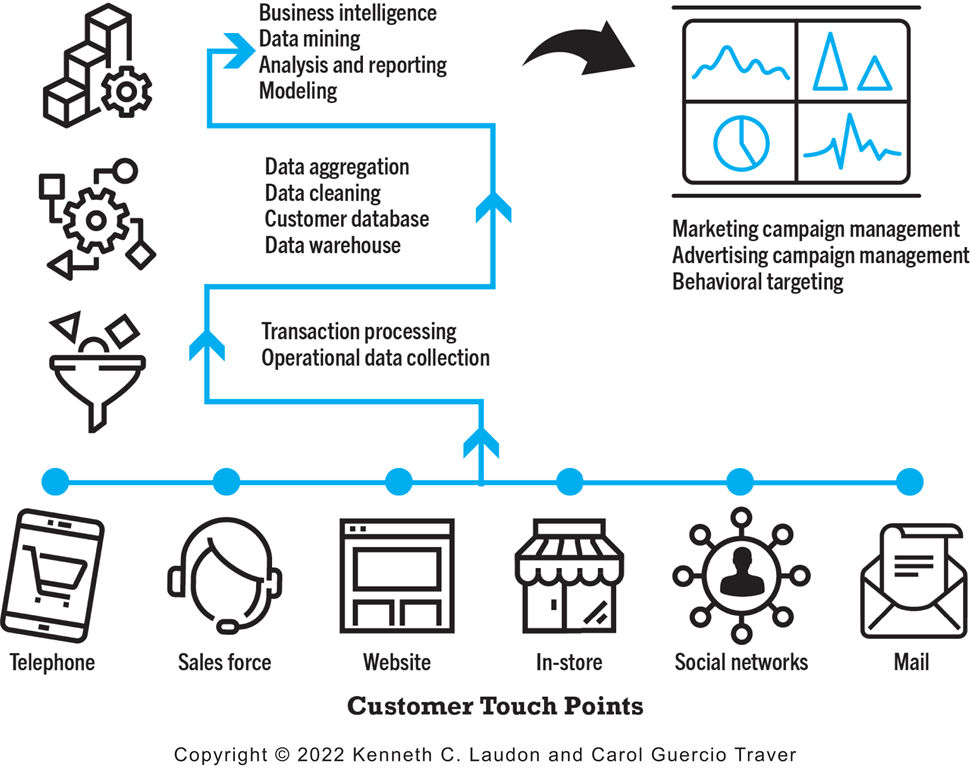 Business intelligence
Data mining
Analysis and reporting
Modeling
Data aggregation
Data cleaning
Customer database
Data warehouse
Marketing campaign management
Advertising campaign management
Behavioral targeting
Transaction processing
Operational data collection
Telephone
Sales force
Website
In-store
Social networks
Mail
Customer Touch Points
Copyright © 2022 Kenneth C. Laudon and Carol Guercio Traver